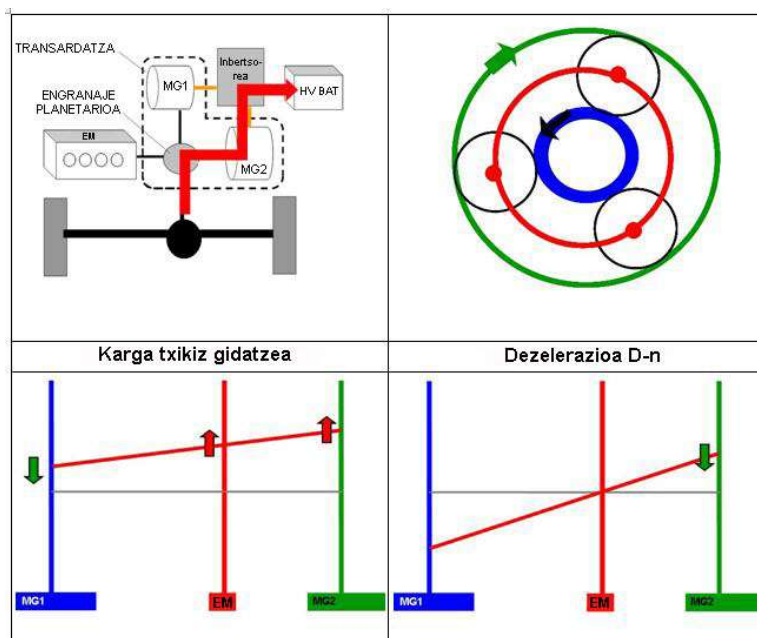 TRANSARDATZA
Inbertso-
rea
MG1
HV BAT
ENGRANAJE
PLANETARIOA
EM
MG2
Karga txikiz gidatzea
Dezelerazioa D-n
MG1
EM
MG2
MG1
EM
MG2